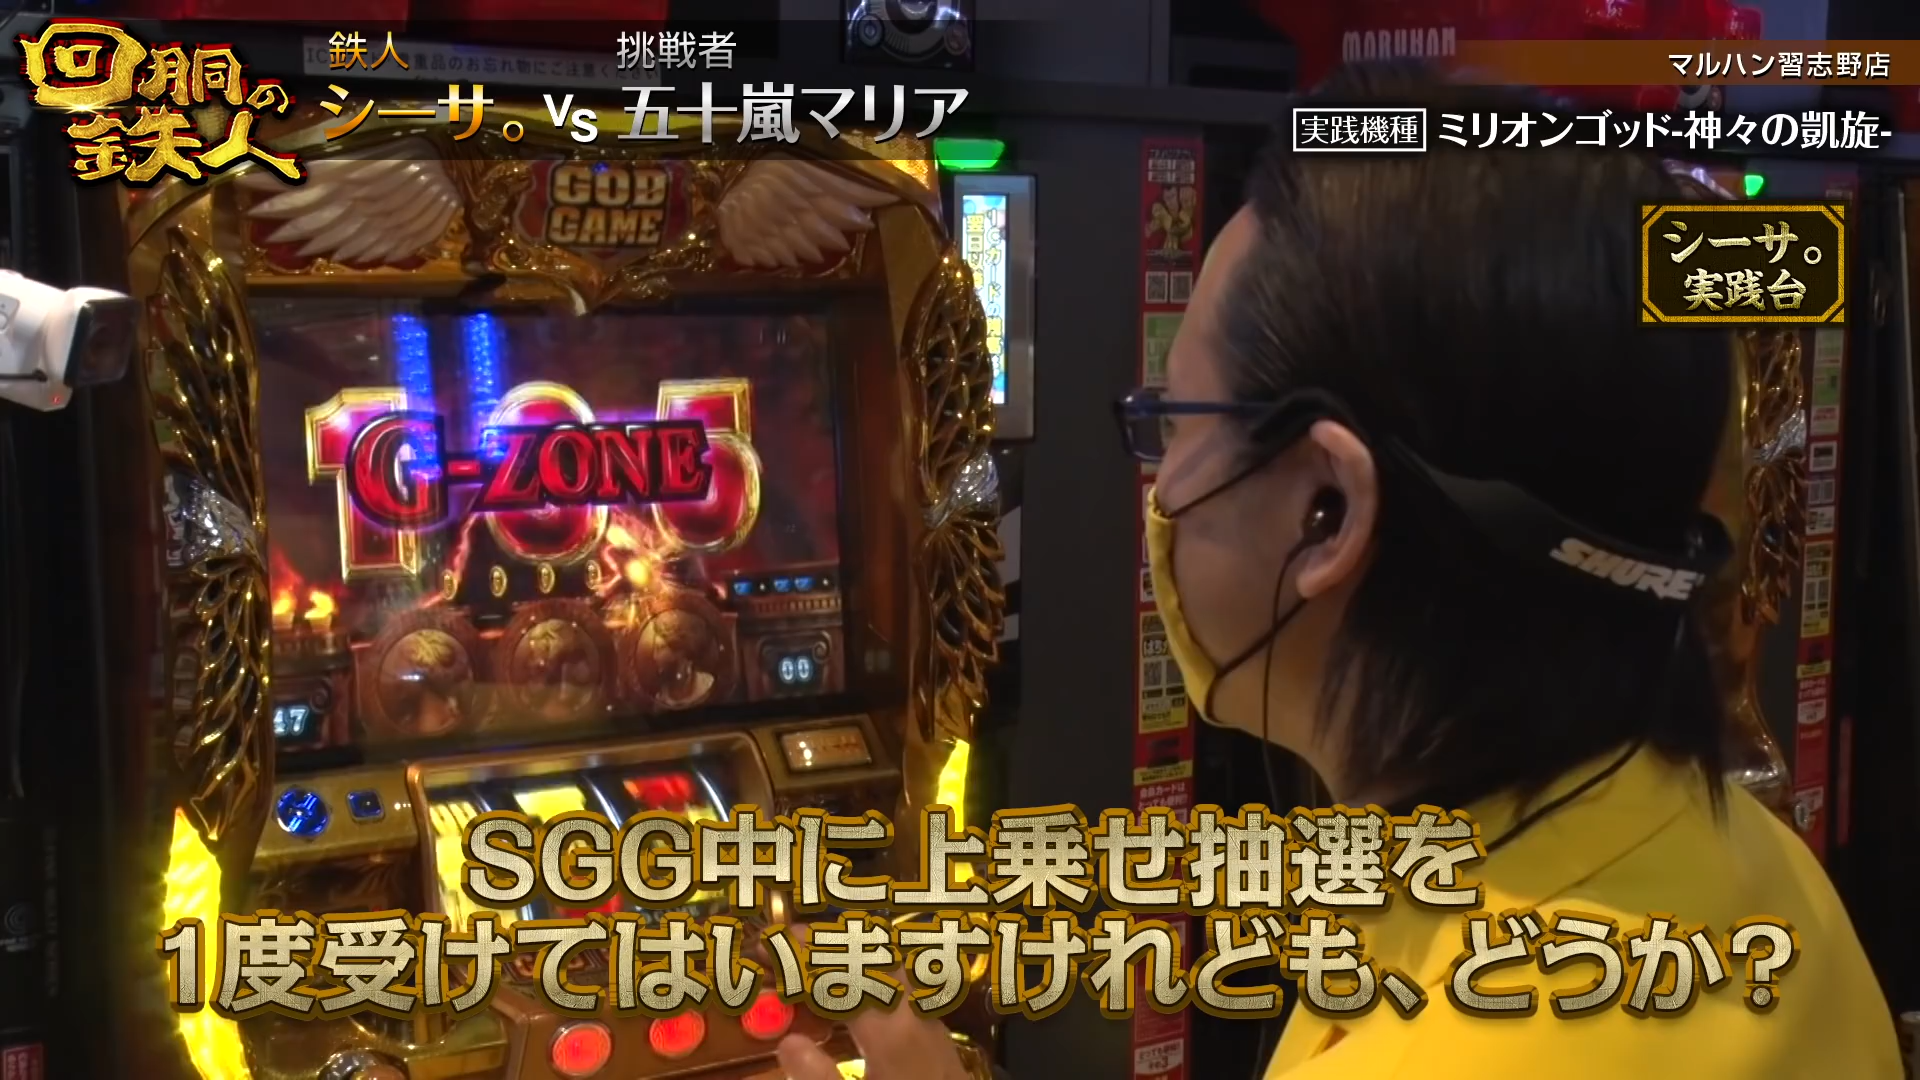 回胴の
鉄人
鉄人
シーサ。
VS
挑戦者
五十嵐マリア
MARUHAN
マルハン習志野店
実践機種 ミリオンゴッド-神々の凱旋-
シーサ。
実践台
GOD
GAME
G-ZONE
47
00
SHURE
SGG中に上乗せ抽選を
1度受けてはいますけれども、どうか?